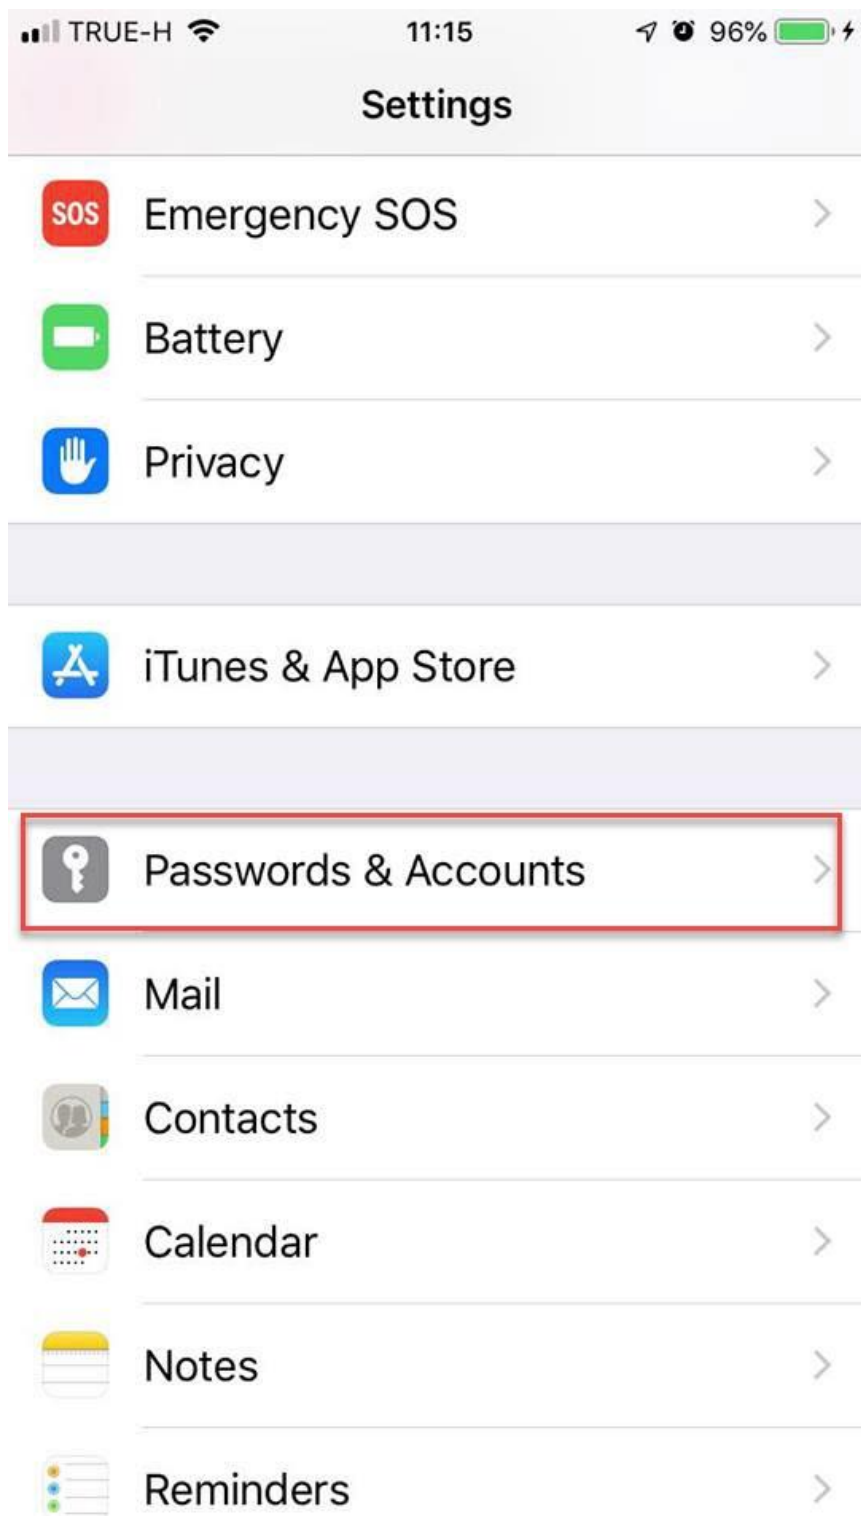 TRUE-H 11:15 96%
Settings
SOS Emergency SOS
Battery
Privacy
iTunes & App Store
Passwords & Accounts
Mail
Contacts
Calendar
Notes
Reminders